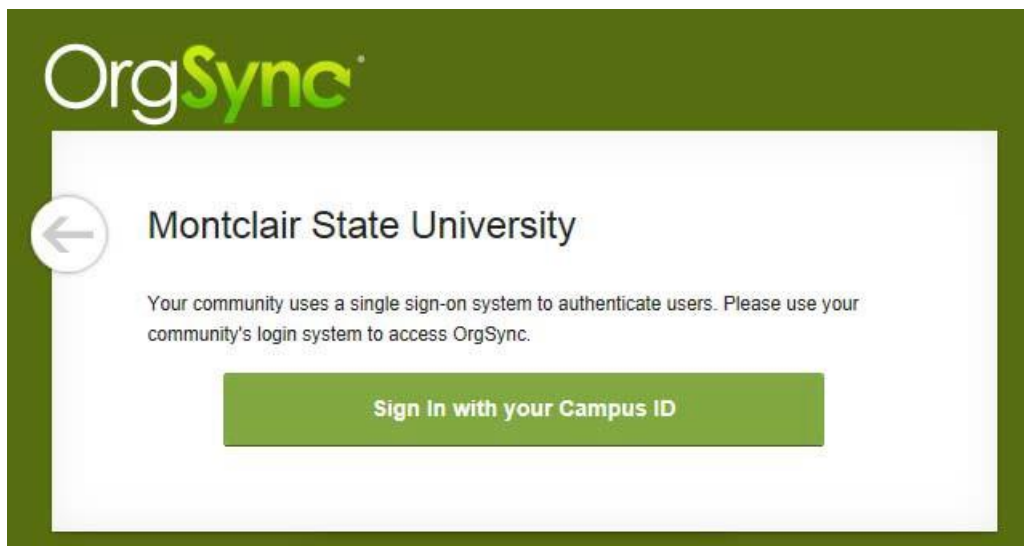 OrgSync
Montclair State University
Your community uses a single sign-on system to authenticate users. Please use your
community's login system to access OrgSync.
Sign In with your Campus ID